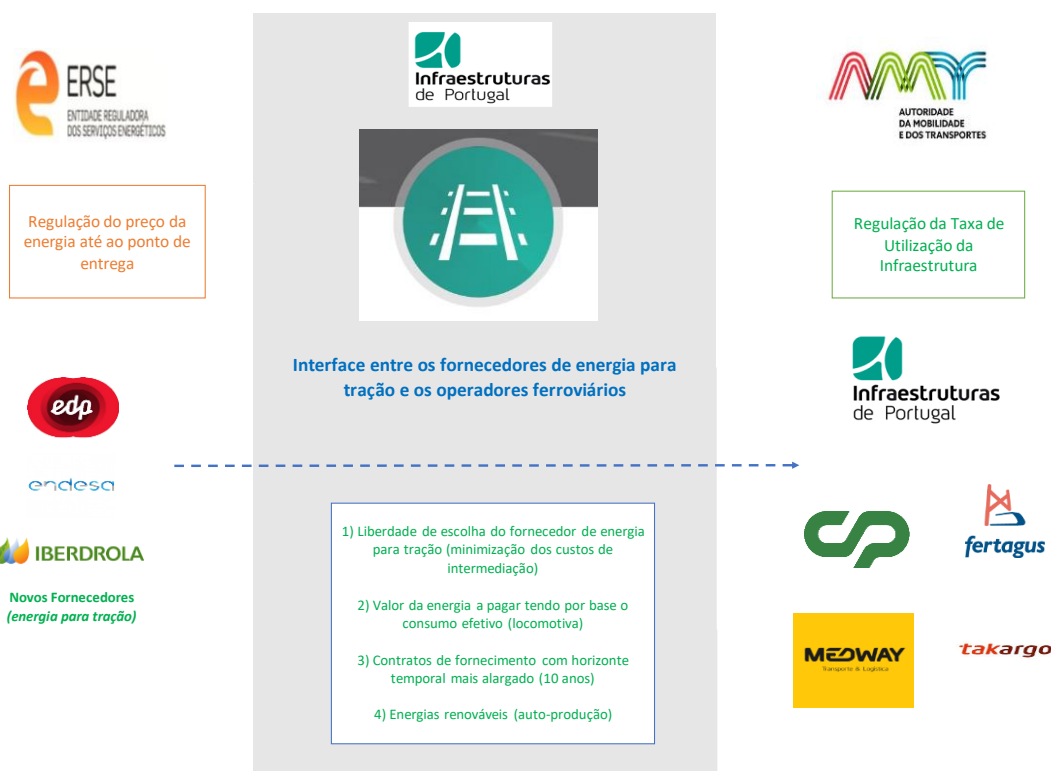 ERSE
ENTIDADE REGULADORA
DOS SERVIÇOS ENERGÉTICOS
Regulação do preço da
energia até ao ponto de
entrega
edp
endesa
IBERDROLA
Novos Fornecedores
(energia para tração)
Infraestruturas
de Portugal
Interface entre os fornecedores de energia para
tração e os operadores ferroviários
1) Liberdade de escolha do fornecedor de energia
para tração (minimização dos custos de
intermediação)
2) Valor da energia a pagar tendo por base o
consumo efetivo (locomotiva)
3) Contratos de fornecimento com horizonte
temporal mais alargado (10 anos)
4) Energias renováveis (auto-produção)
AMT
AUTORIDADE
DA MOBILIDADE
E DOS TRANSPORTES
Regulação da Taxa de
Utilização da
Infraestrutura
Infraestruturas
de Portugal
CP
fertagus
MEDWAY
Transporte & Logística
takargo